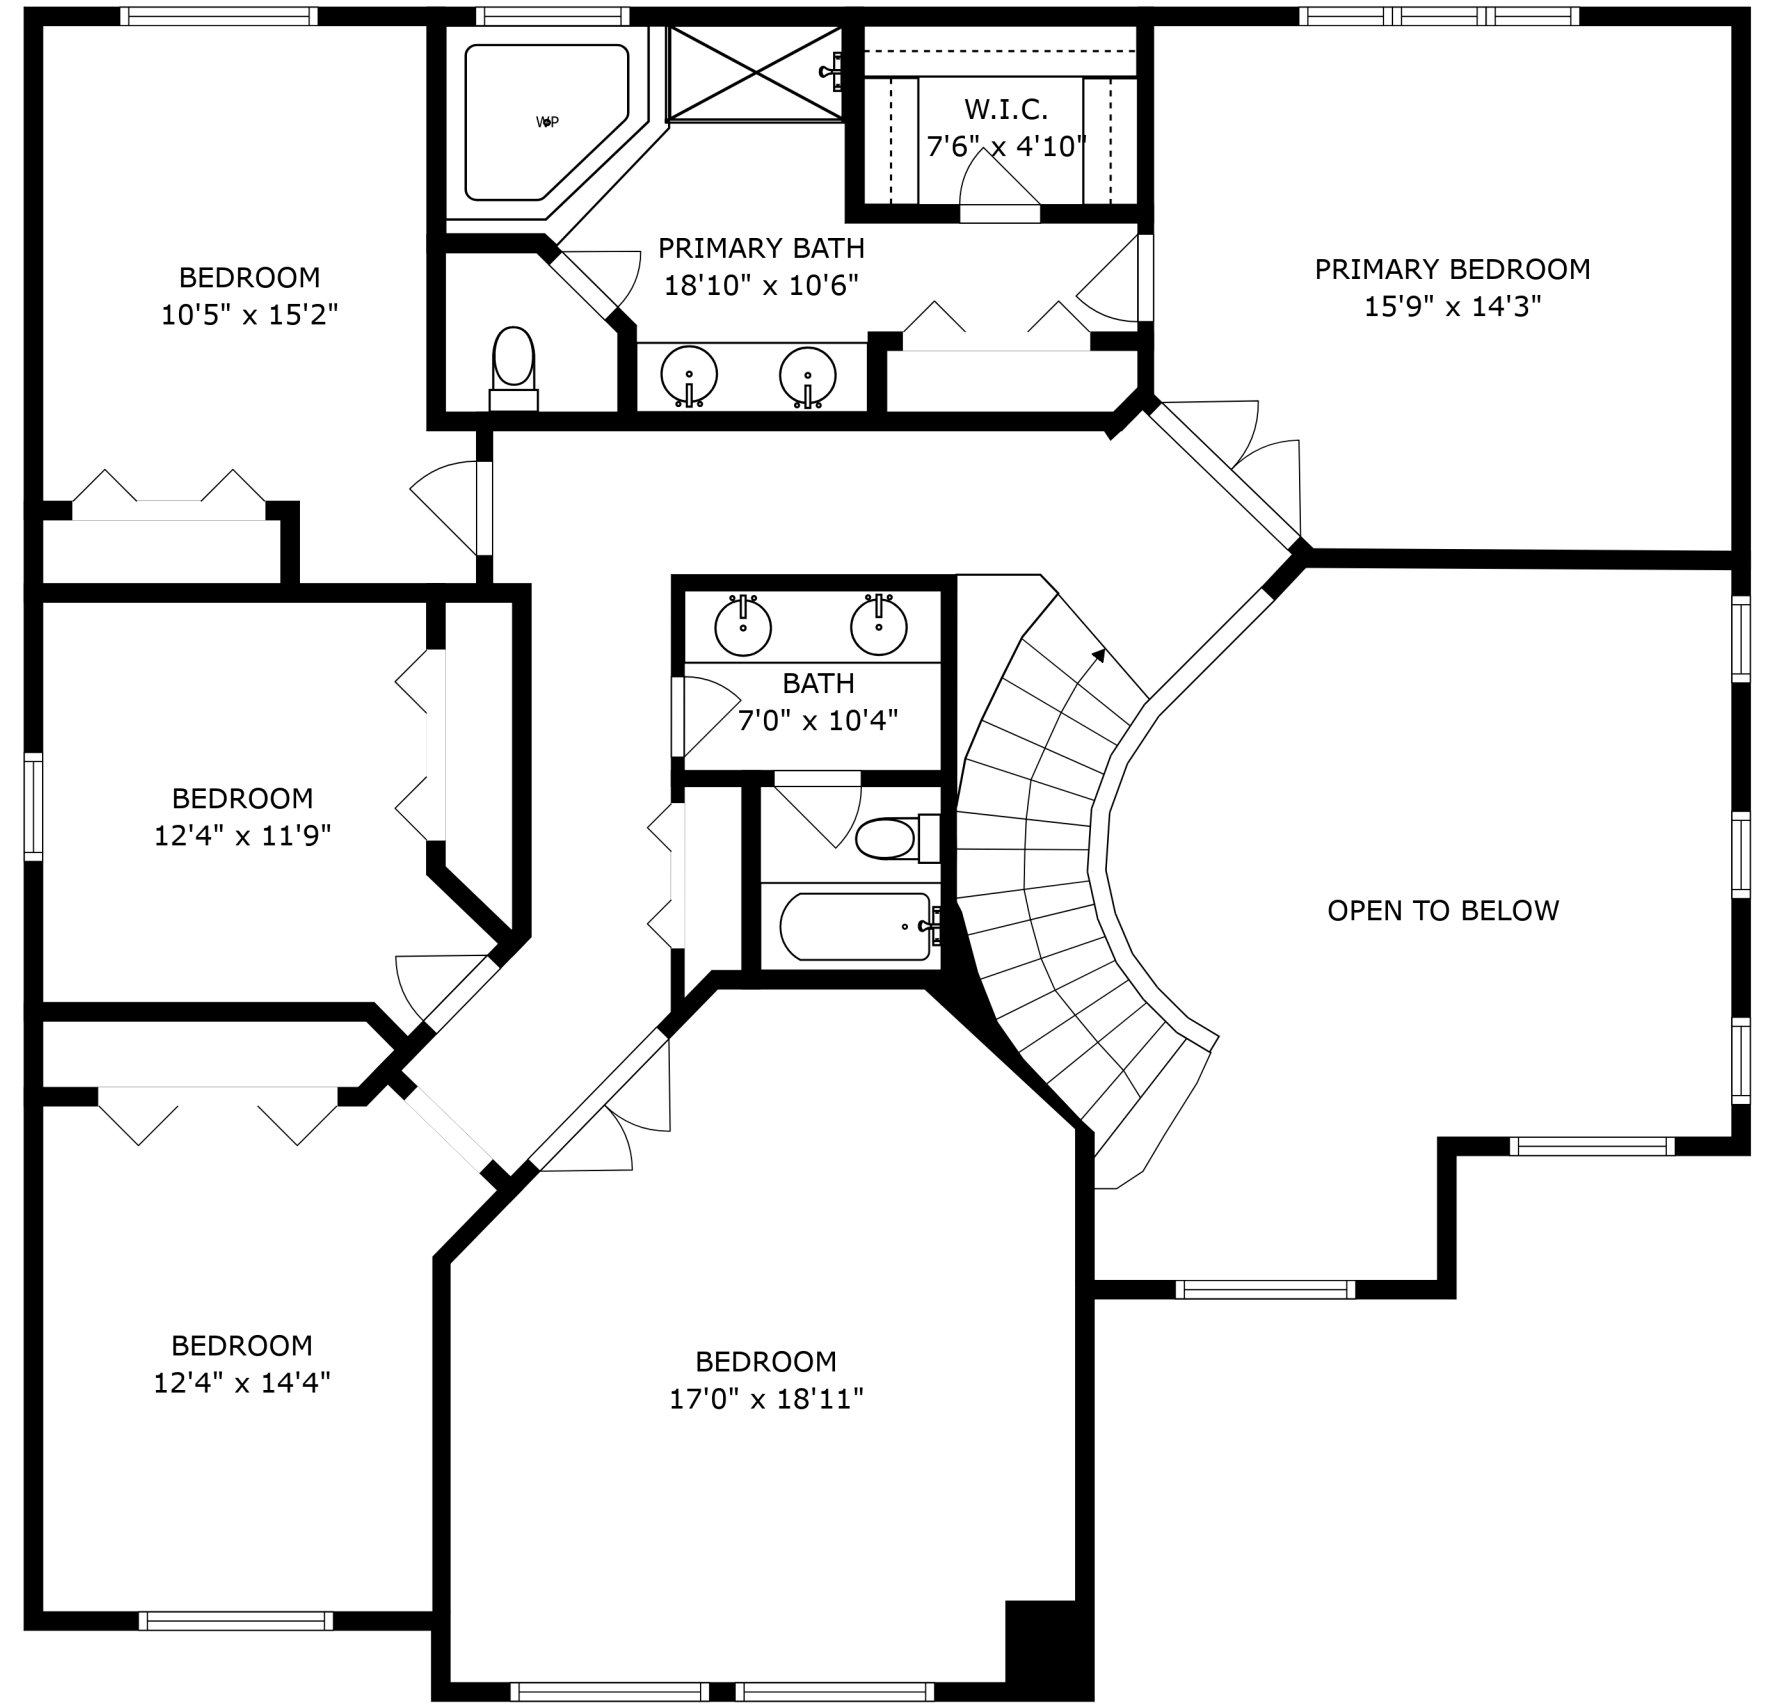 W.I.C.
7'6" x 4'10"
WP
PRIMARY BATH
18'10" x 10'6"
PRIMARY BEDROOM
15'9" x 14'3"
BEDROOM
10'5" x 15'2"
BATH
7'0" x 10'4"
BEDROOM
12'4" x 11'9"
OPEN TO BELOW
BEDROOM
12'4" x 14'4"
BEDROOM
17'0" x 18'11"